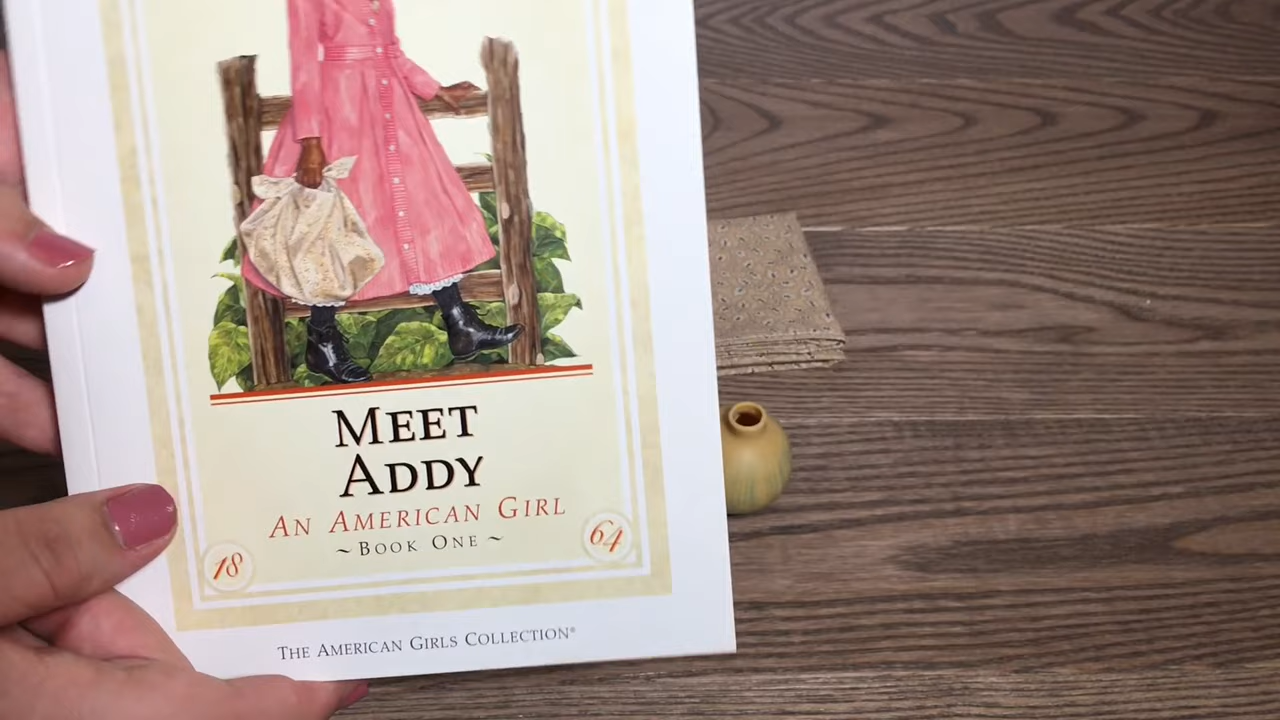 MEET
ADDY
AN AMERICAN GIRL
~BOOK ONE~
18
64
THE AMERICAN GIRLS COLLECTION®